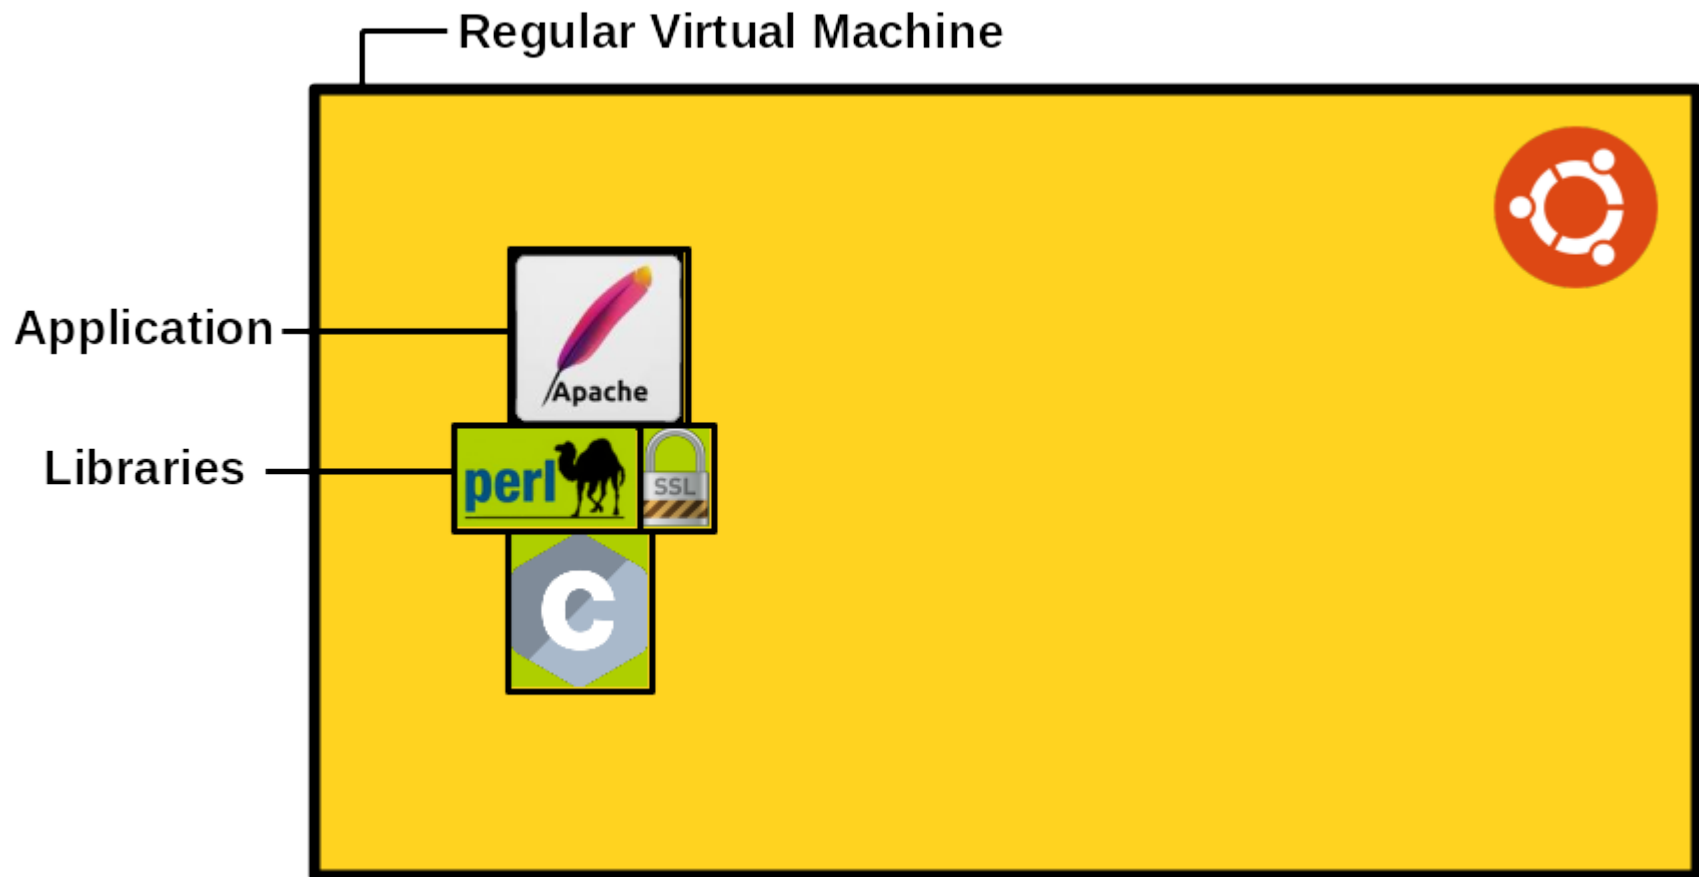 Regular Virtual Machine
Application
Apache
Libraries
perl
SSL
C